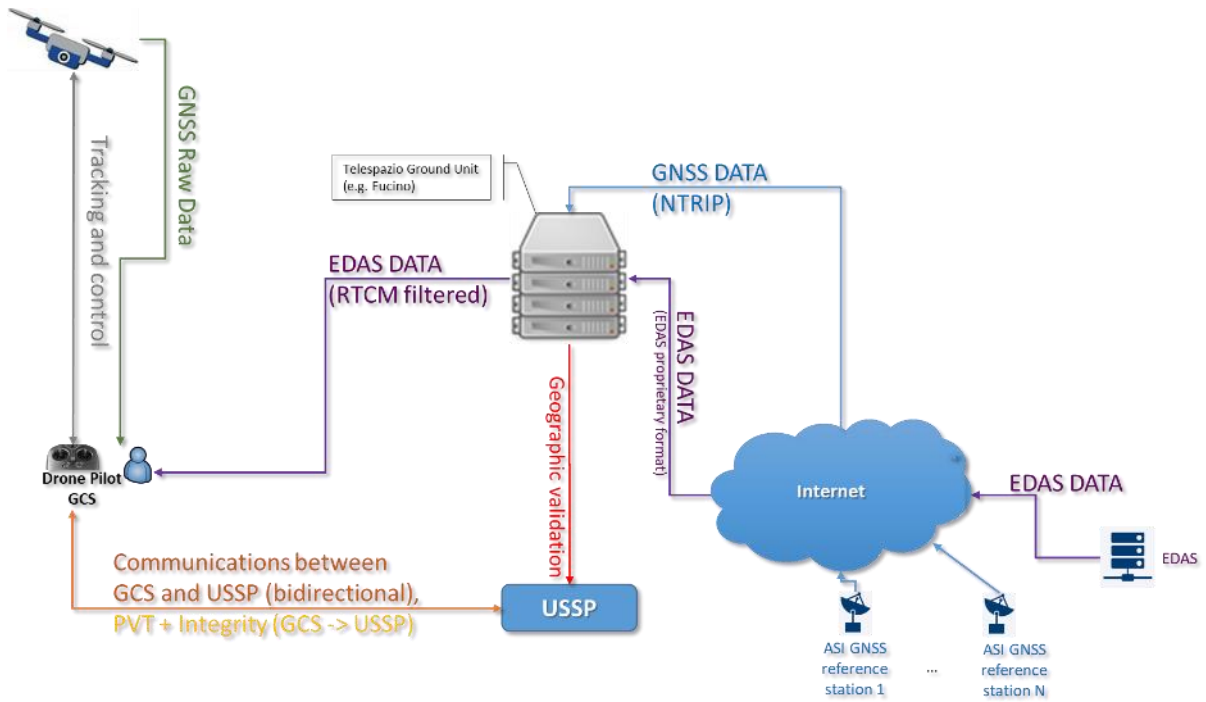 GNSS Raw Data
Tracking and control
Telespazio Ground Unit
(e.g. Fucino)
GNSS DATA
(NTRIP)
EDAS DATA
(RTCM filtered)
EDAS DATA
(EDAS proprietary format)
Geographic validation
Drone Pilot
GCS
Internet
EDAS DATA
EDAS
Communications between
GCS and USSP (bidirectional),
PVT + Integrity (GCS -> USSP)
USSP
ASI GNSS
reference
station 1
...
ASI GNSS
reference
station N